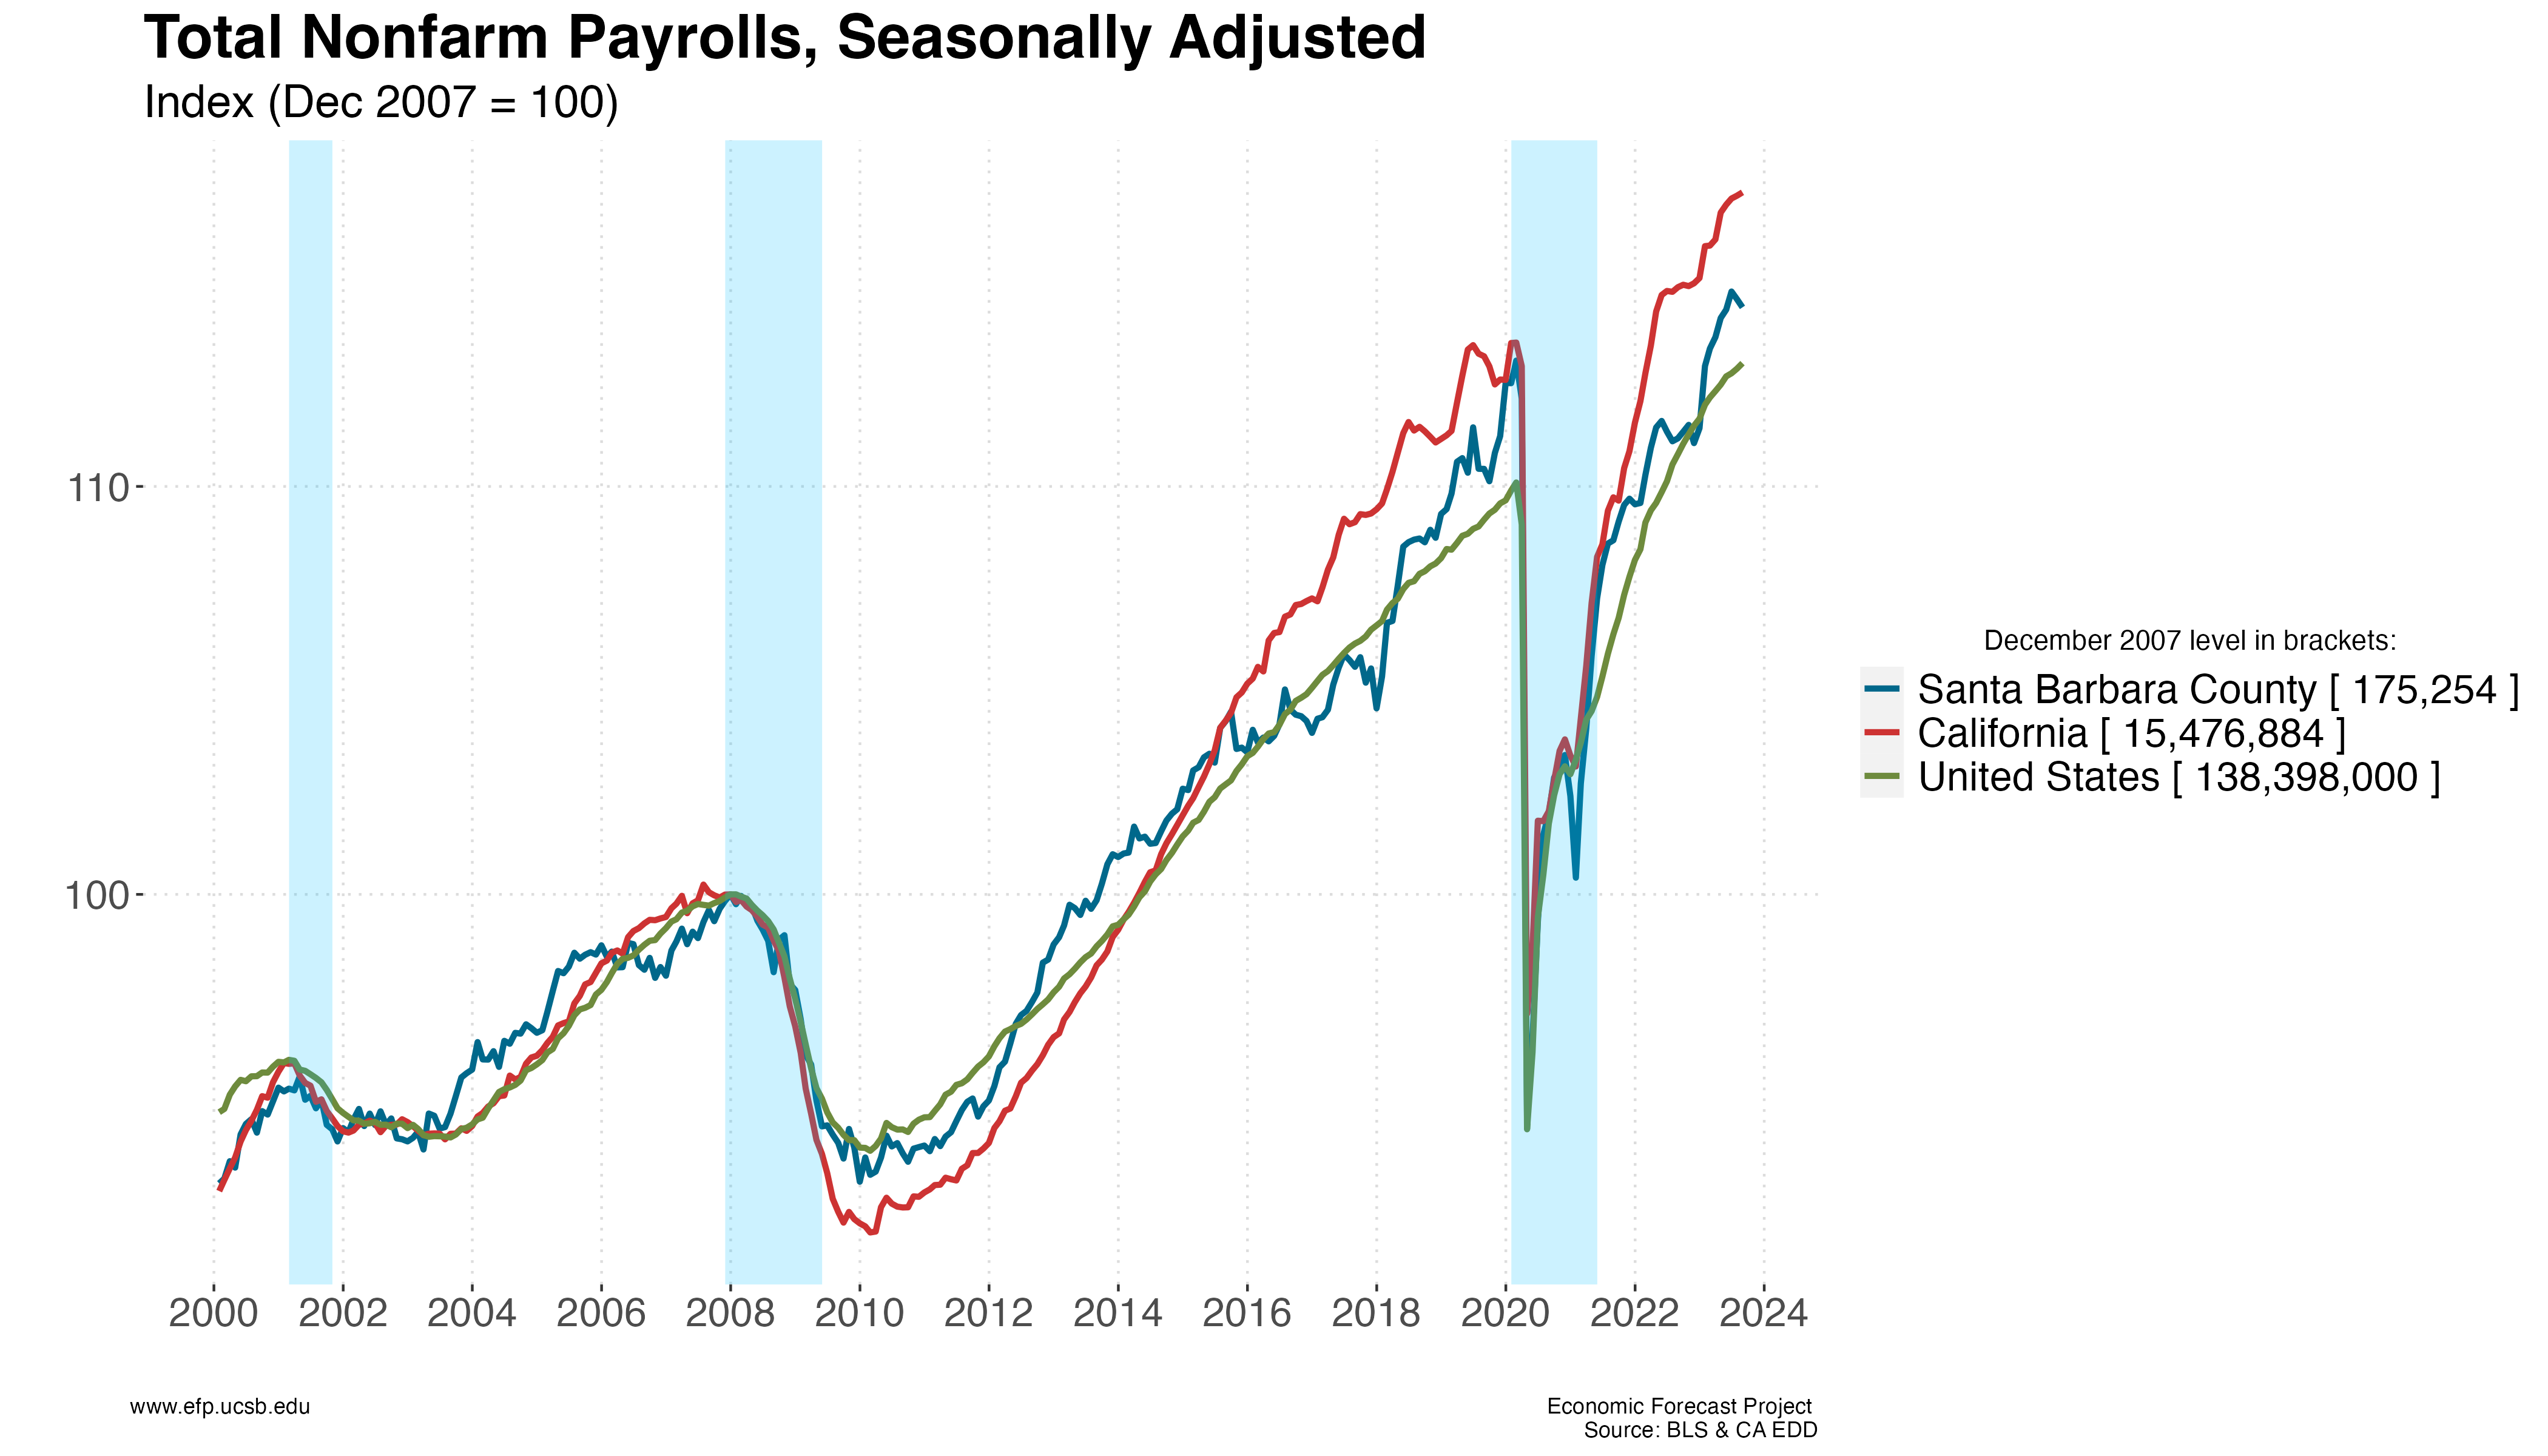 Total Nonfarm Payrolls, Seasonally Adjusted
Index (Dec 2007 = 100)
110
100
2000 2002 2004 2006 2008 2010 2012 2014 2016 2018 2020 2022 2024
December 2007 level in brackets:
Santa Barbara County [ 175,254 ]
California [ 15,476,884 ]
United States [ 138,398,000 ]
www.efp.ucsb.edu
Economic Forecast Project
Source: BLS & CA EDD